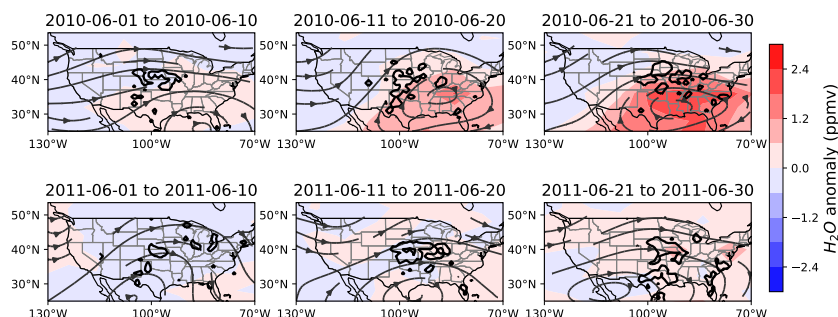 2010-06-01 to 2010-06-10
2010-06-11 to 2010-06-20
2010-06-21 to 2010-06-30
50°N
40°N
30°N
130°W
100°W
70°W
50°N
40°N
30°N
130°W
100°W
70°W
50°N
40°N
30°N
130°W
100°W
70°W
2011-06-01 to 2011-06-10
2011-06-11 to 2011-06-20
2011-06-21 to 2011-06-30
50°N
40°N
30°N
130°W
100°W
70°W
50°N
40°N
30°N
130°W
100°W
70°W
50°N
40°N
30°N
130°W
100°W
70°W
2.4
1.2
0.0
−1.2
−2.4
H₂O anomaly (ppmv)